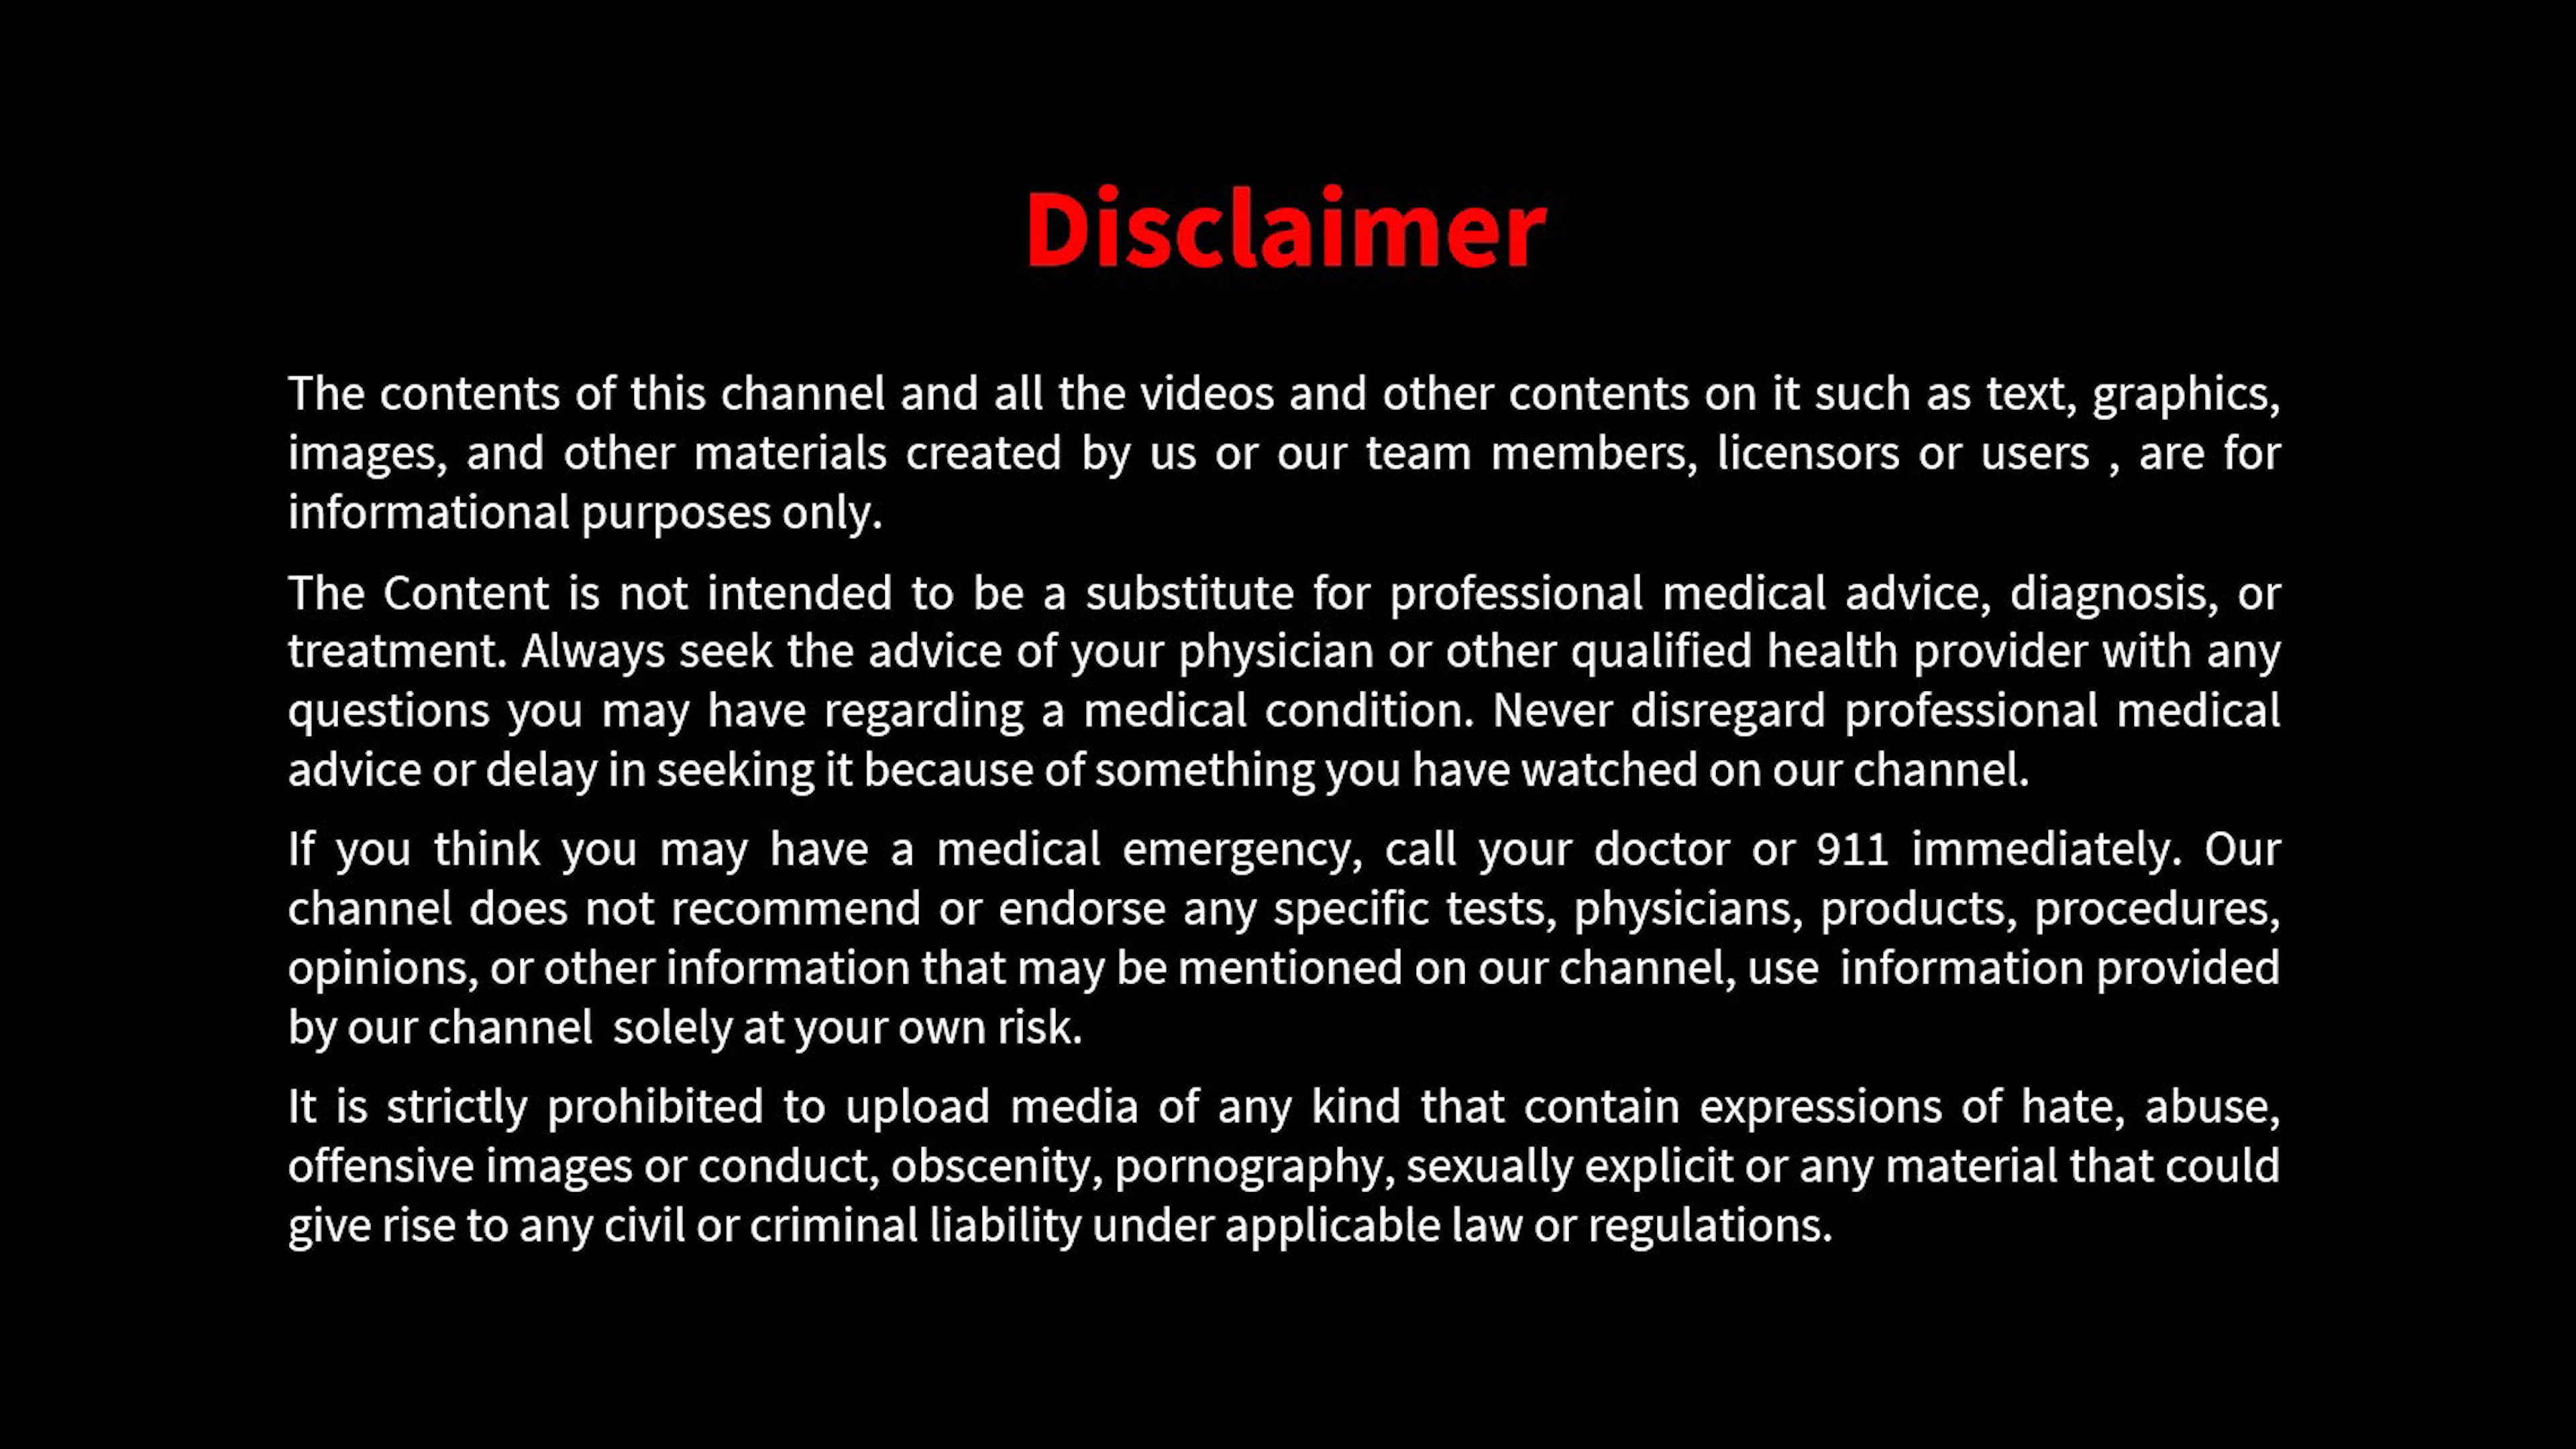 Disclaimer
The contents of this channel and all the videos and other contents on it such as text, graphics,
images, and other materials created by us or our team members, licensors or users , are for
informational purposes only.
The Content is not intended to be a substitute for professional medical advice, diagnosis, or
treatment. Always seek the advice of your physician or other qualified health provider with any
questions you may have regarding a medical condition. Never disregard professional medical
advice or delay in seeking it because of something you have watched on our channel.
If you think you may have a medical emergency, call your doctor or 911 immediately. Our
channel does not recommend or endorse any specific tests, physicians, products, procedures,
opinions, or other information that may be mentioned on our channel, use  information provided
by our channel  solely at your own risk.
It is strictly prohibited to upload media of any kind that contain expressions of hate, abuse,
offensive images or conduct, obscenity, pornography, sexually explicit or any material that could
give rise to any civil or criminal liability under applicable law or regulations.